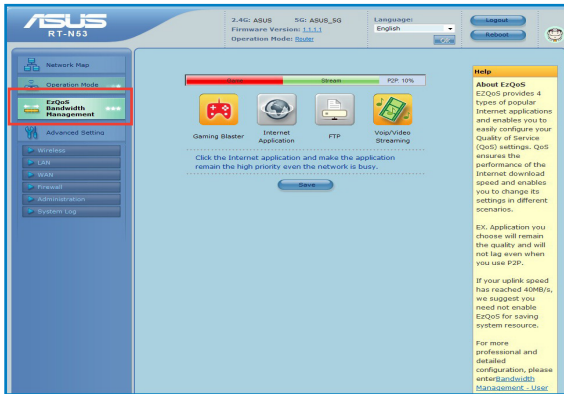 ASUS
RT-N53
2.4G: ASUS 5G: ASUS_5G
Firmware Version: 1.1.1.1
Operation Mode: Router
Language:
English
Logout
Reboot
Network Map
Operation Mode
EzQoS
Bandwidth
Management
Advanced Setting
Wireless
LAN
WAN
Firewall
Administration
System Log
Stream P2P: 10%
Gaming Blaster
Internet
Application
FTP
Voip/Video
Streaming
Click the Internet application and make the application
remain the high priority even the network is busy.
Save
Help
About EzQoS
EZQoS provides 4
types of popular
Internet applications
and enables you to
easily configure your
Quality of Service
(QoS) settings. QoS
ensures the
performance of the
Internet download
speed and enables
you to change its
settings in different
scenarios.
EX. Application you
choose will remain
the quality and will
not lag even when
you use P2P.
If your uplink speed
has reached 40MB/s,
we suggest you
need not enable
EzQoS for saving
system resource.
For more
professional and
detailed
configuration, please
enterBandwidth
Management - User